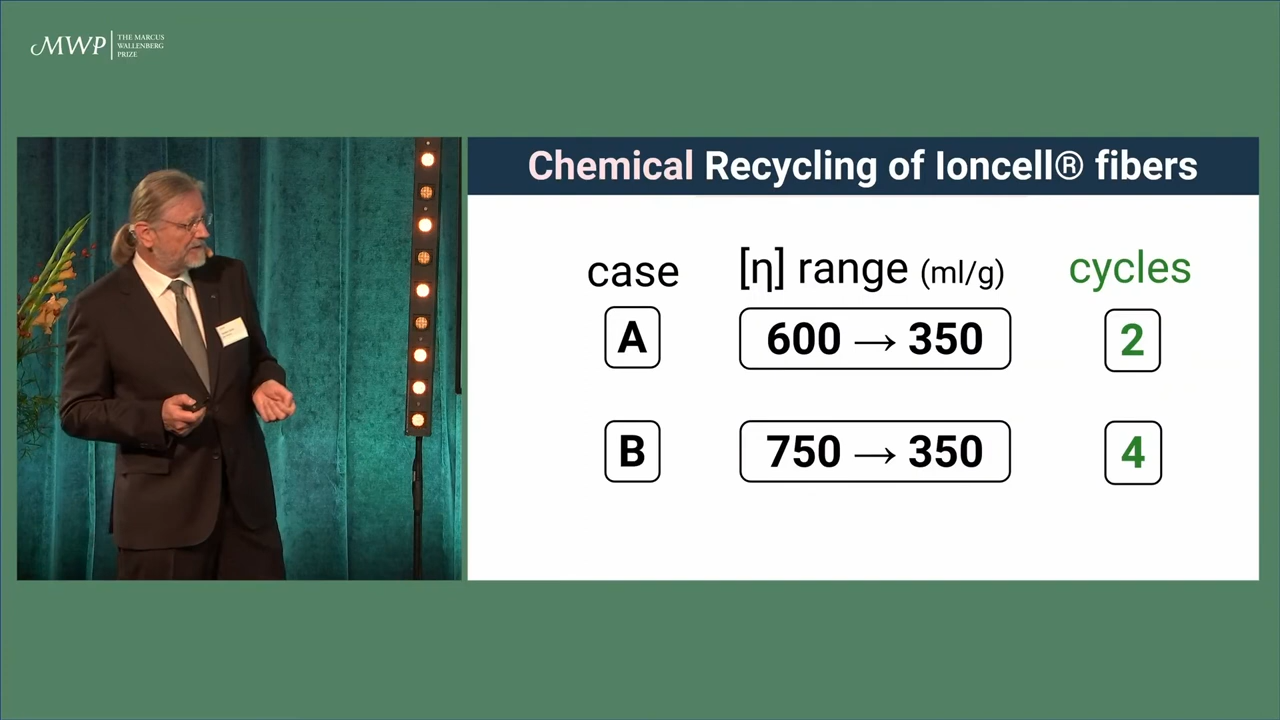 MWP
THE MARCUS
WALLENBERG
PRIZE
Chemical Recycling of Ioncell® fibers
case [η] range (ml/g) cycles
A 600 → 350 2
B 750 → 350 4